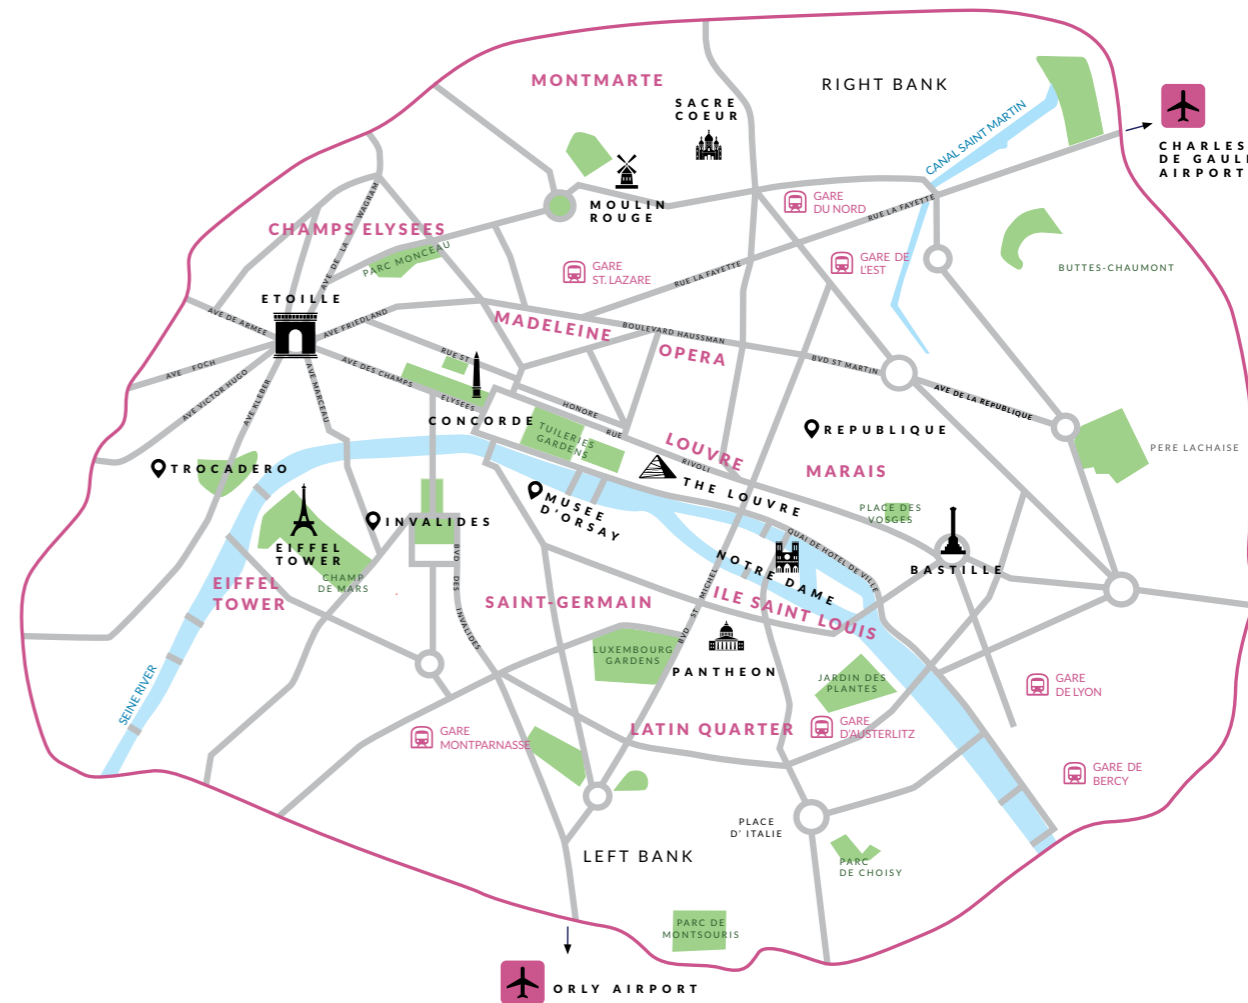 MONTMARTE
RIGHT BANK
SACRE
COEUR
CANAL SAINT MARTIN
CHARLES
DE GAULL
AIRPORT
MOULIN
ROUGE
GARE
DU NORD
RUE LA FAYETTE
AVE DE LA WAGRAM
CHAMPS ELYSEES
PARC MONCEAU
GARE
ST. LAZARE
RUE LA FAYETTE
GARE DE
L'EST
BUTTES-CHAUMONT
ETOILLE
AVE DE ARMEE
AVE FRIEDLAND
MADELEINE
BOULEVARD HAUSSMAN
OPERA
BVD ST MARTIN
AVE FOCH
AVE VICTOR HUGO
AVE KLEBER
AVE MARCEAU
AVE DES CHAMPS
ELYSEES
RUE ST
HONORE
RUE
RIVOLI
AVE DE LA REPUBLIQUE
CONCORDE
TUILERIES
GARDENS
LOUVRE
REPUBLIQUE
MARAIS
PERE LACHAISE
TROCADERO
THE LOUVRE
INVALIDES
MUSEE
D'ORSAY
PLACE DES
VOSGES
QUAI DE HOTEL DE VILLE
EIFFEL
TOWER
CHAMP
DE MARS
EIFFEL
TOWER
BVD DES INVALIDES
NOTRE DAME
BASTILLE
SAINT-GERMAIN
BVD ST MICHEL
ILE SAINT LOUIS
LUXEMBOURG
GARDENS
PANTHEON
JARDIN DES
PLANTES
GARE
DE LYON
SEINE RIVER
GARE
MONTPARNASSE
LATIN QUARTER
GARE
D'AUSTERLITZ
GARE DE
BERCY
PLACE
D' ITALIE
LEFT BANK
PARC
DE CHOISY
PARC DE
MONTSOURIS
ORLY AIRPORT